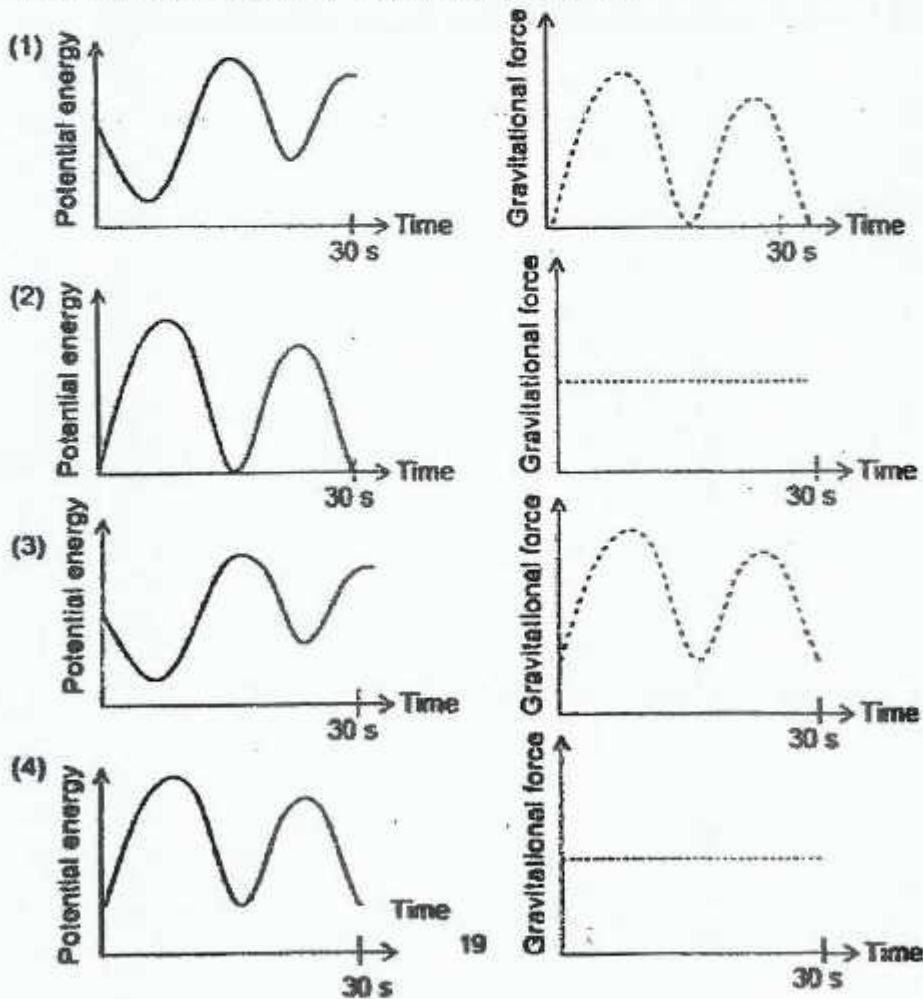 (1)
Potential energy
Time
30 s
Gravitational force
Time
30 s
(2)
Potential energy
Time
30 s
Gravitational force
Time
30 s
(3)
Potential energy
Time
30 s
Gravitational force
Time
30 s
(4)
Potential energy
Time
30 s
19
Gravitational force
Time
30 s